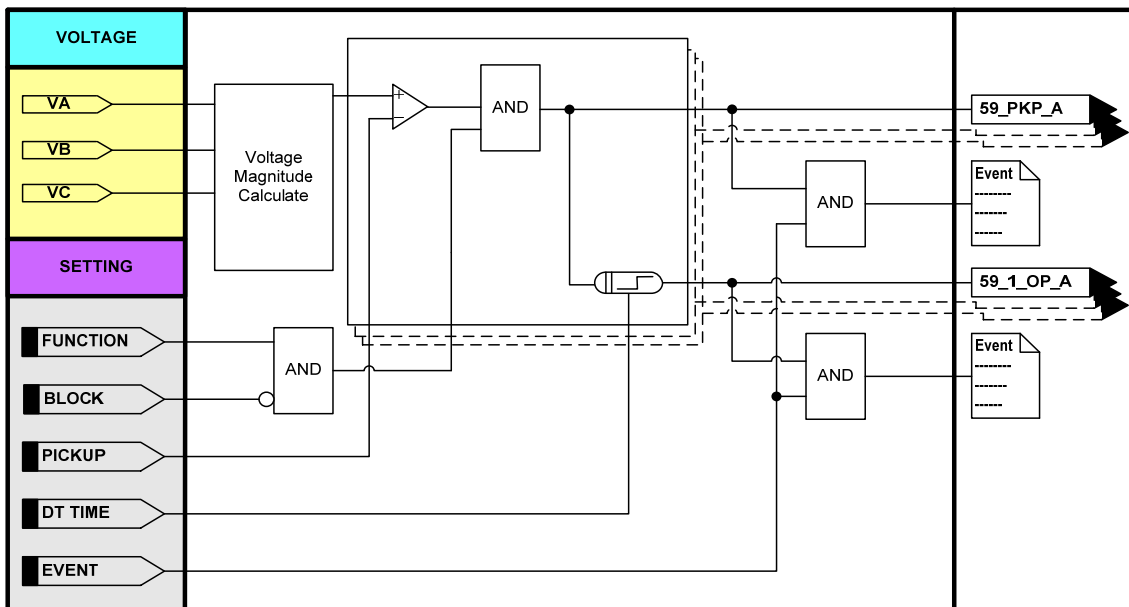 VOLTAGE
VA
VB
VC
SETTING
FUNCTION
BLOCK
PICKUP
DT TIME
EVENT
Voltage
Magnitude
Calculate
+
-
AND
AND
AND
AND
59_PKP_A
Event
--------
-------
------
59_1_OP_A
Event
---------
--------
------